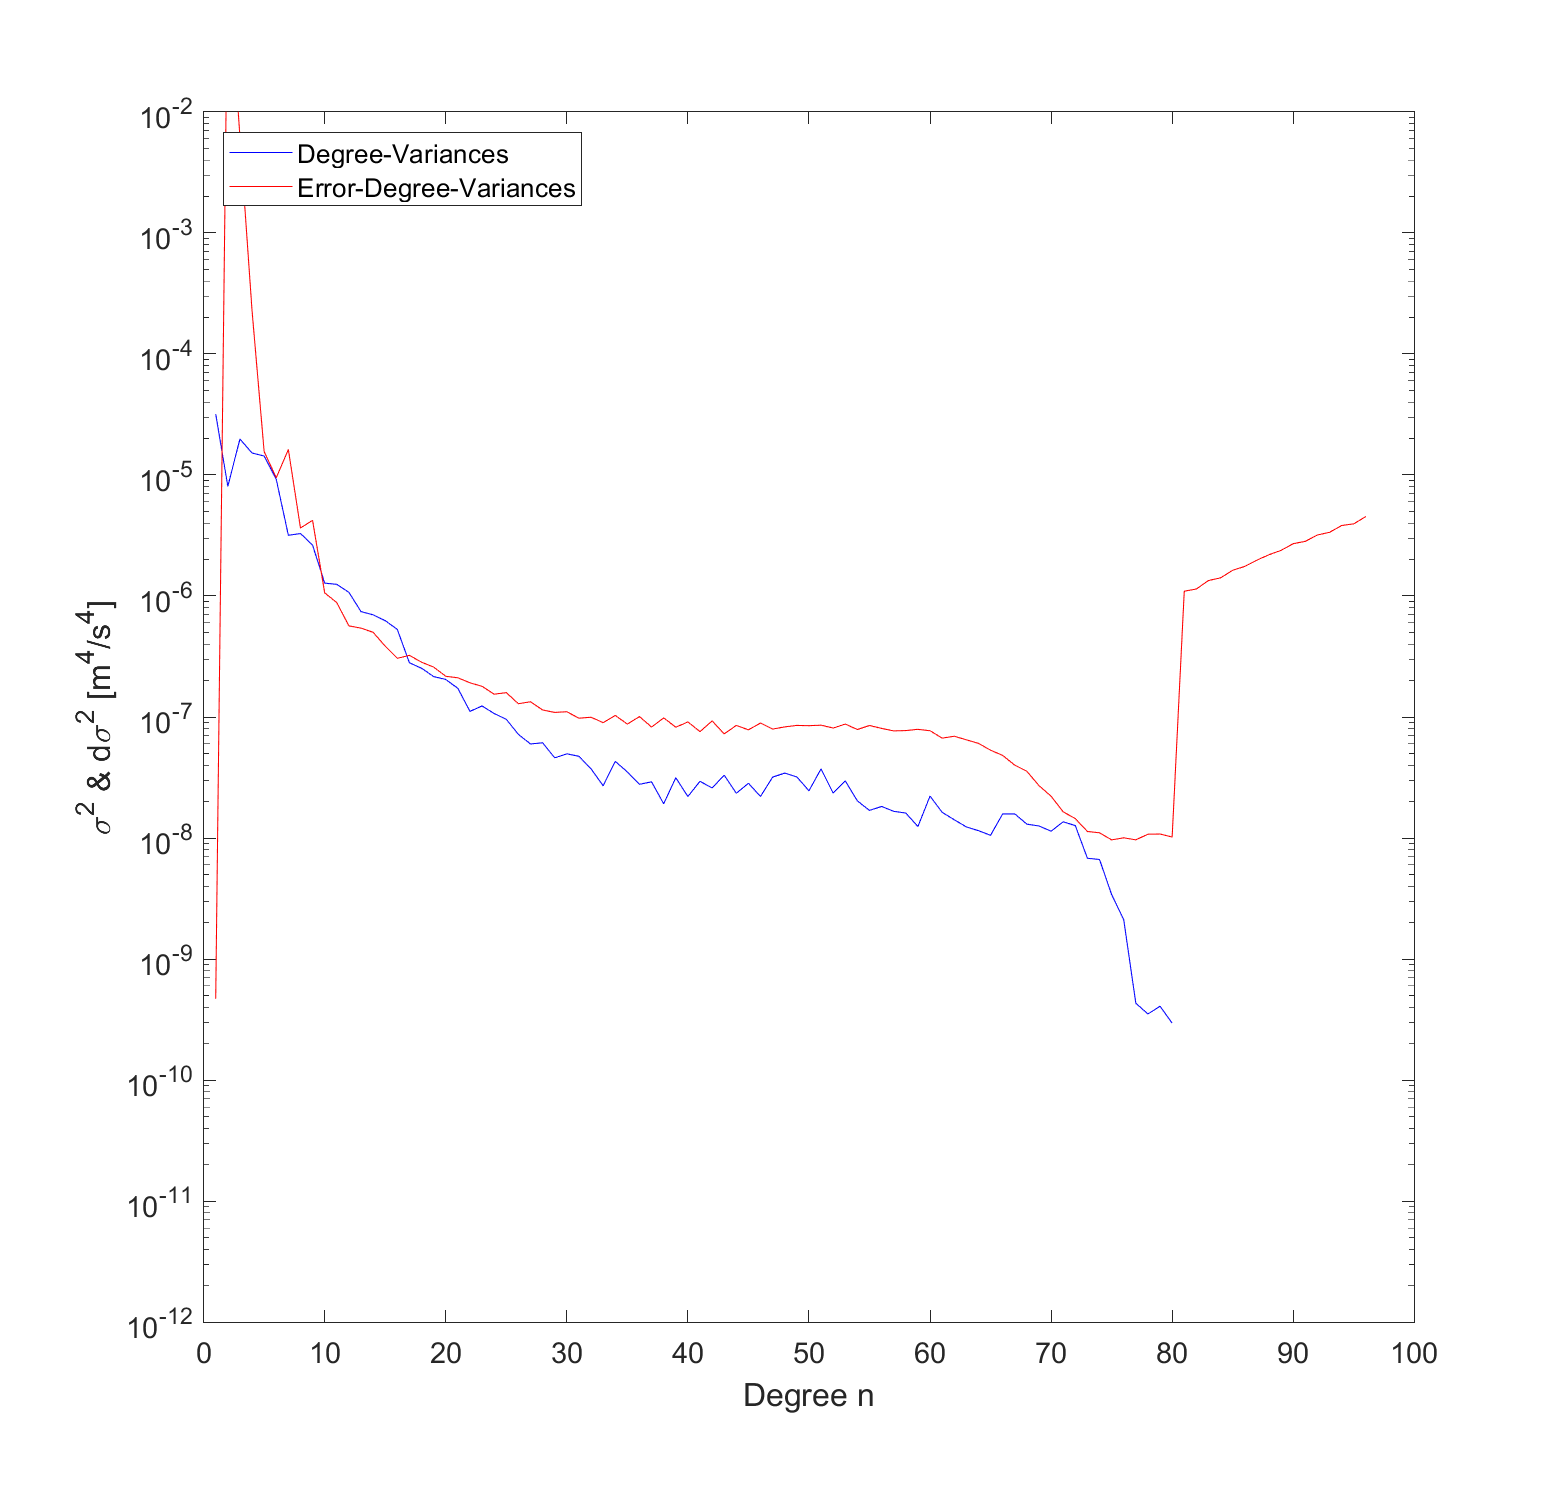 10^-2
Degree-Variances
Error-Degree-Variances
10^-3
10^-4
10^-5
10^-6
10^-7
10^-8
10^-9
10^-10
10^-11
10^-12
σ^2 & dσ^2 [m^4/s^4]
0 10 20 30 40 50 60 70 80 90 100
Degree n